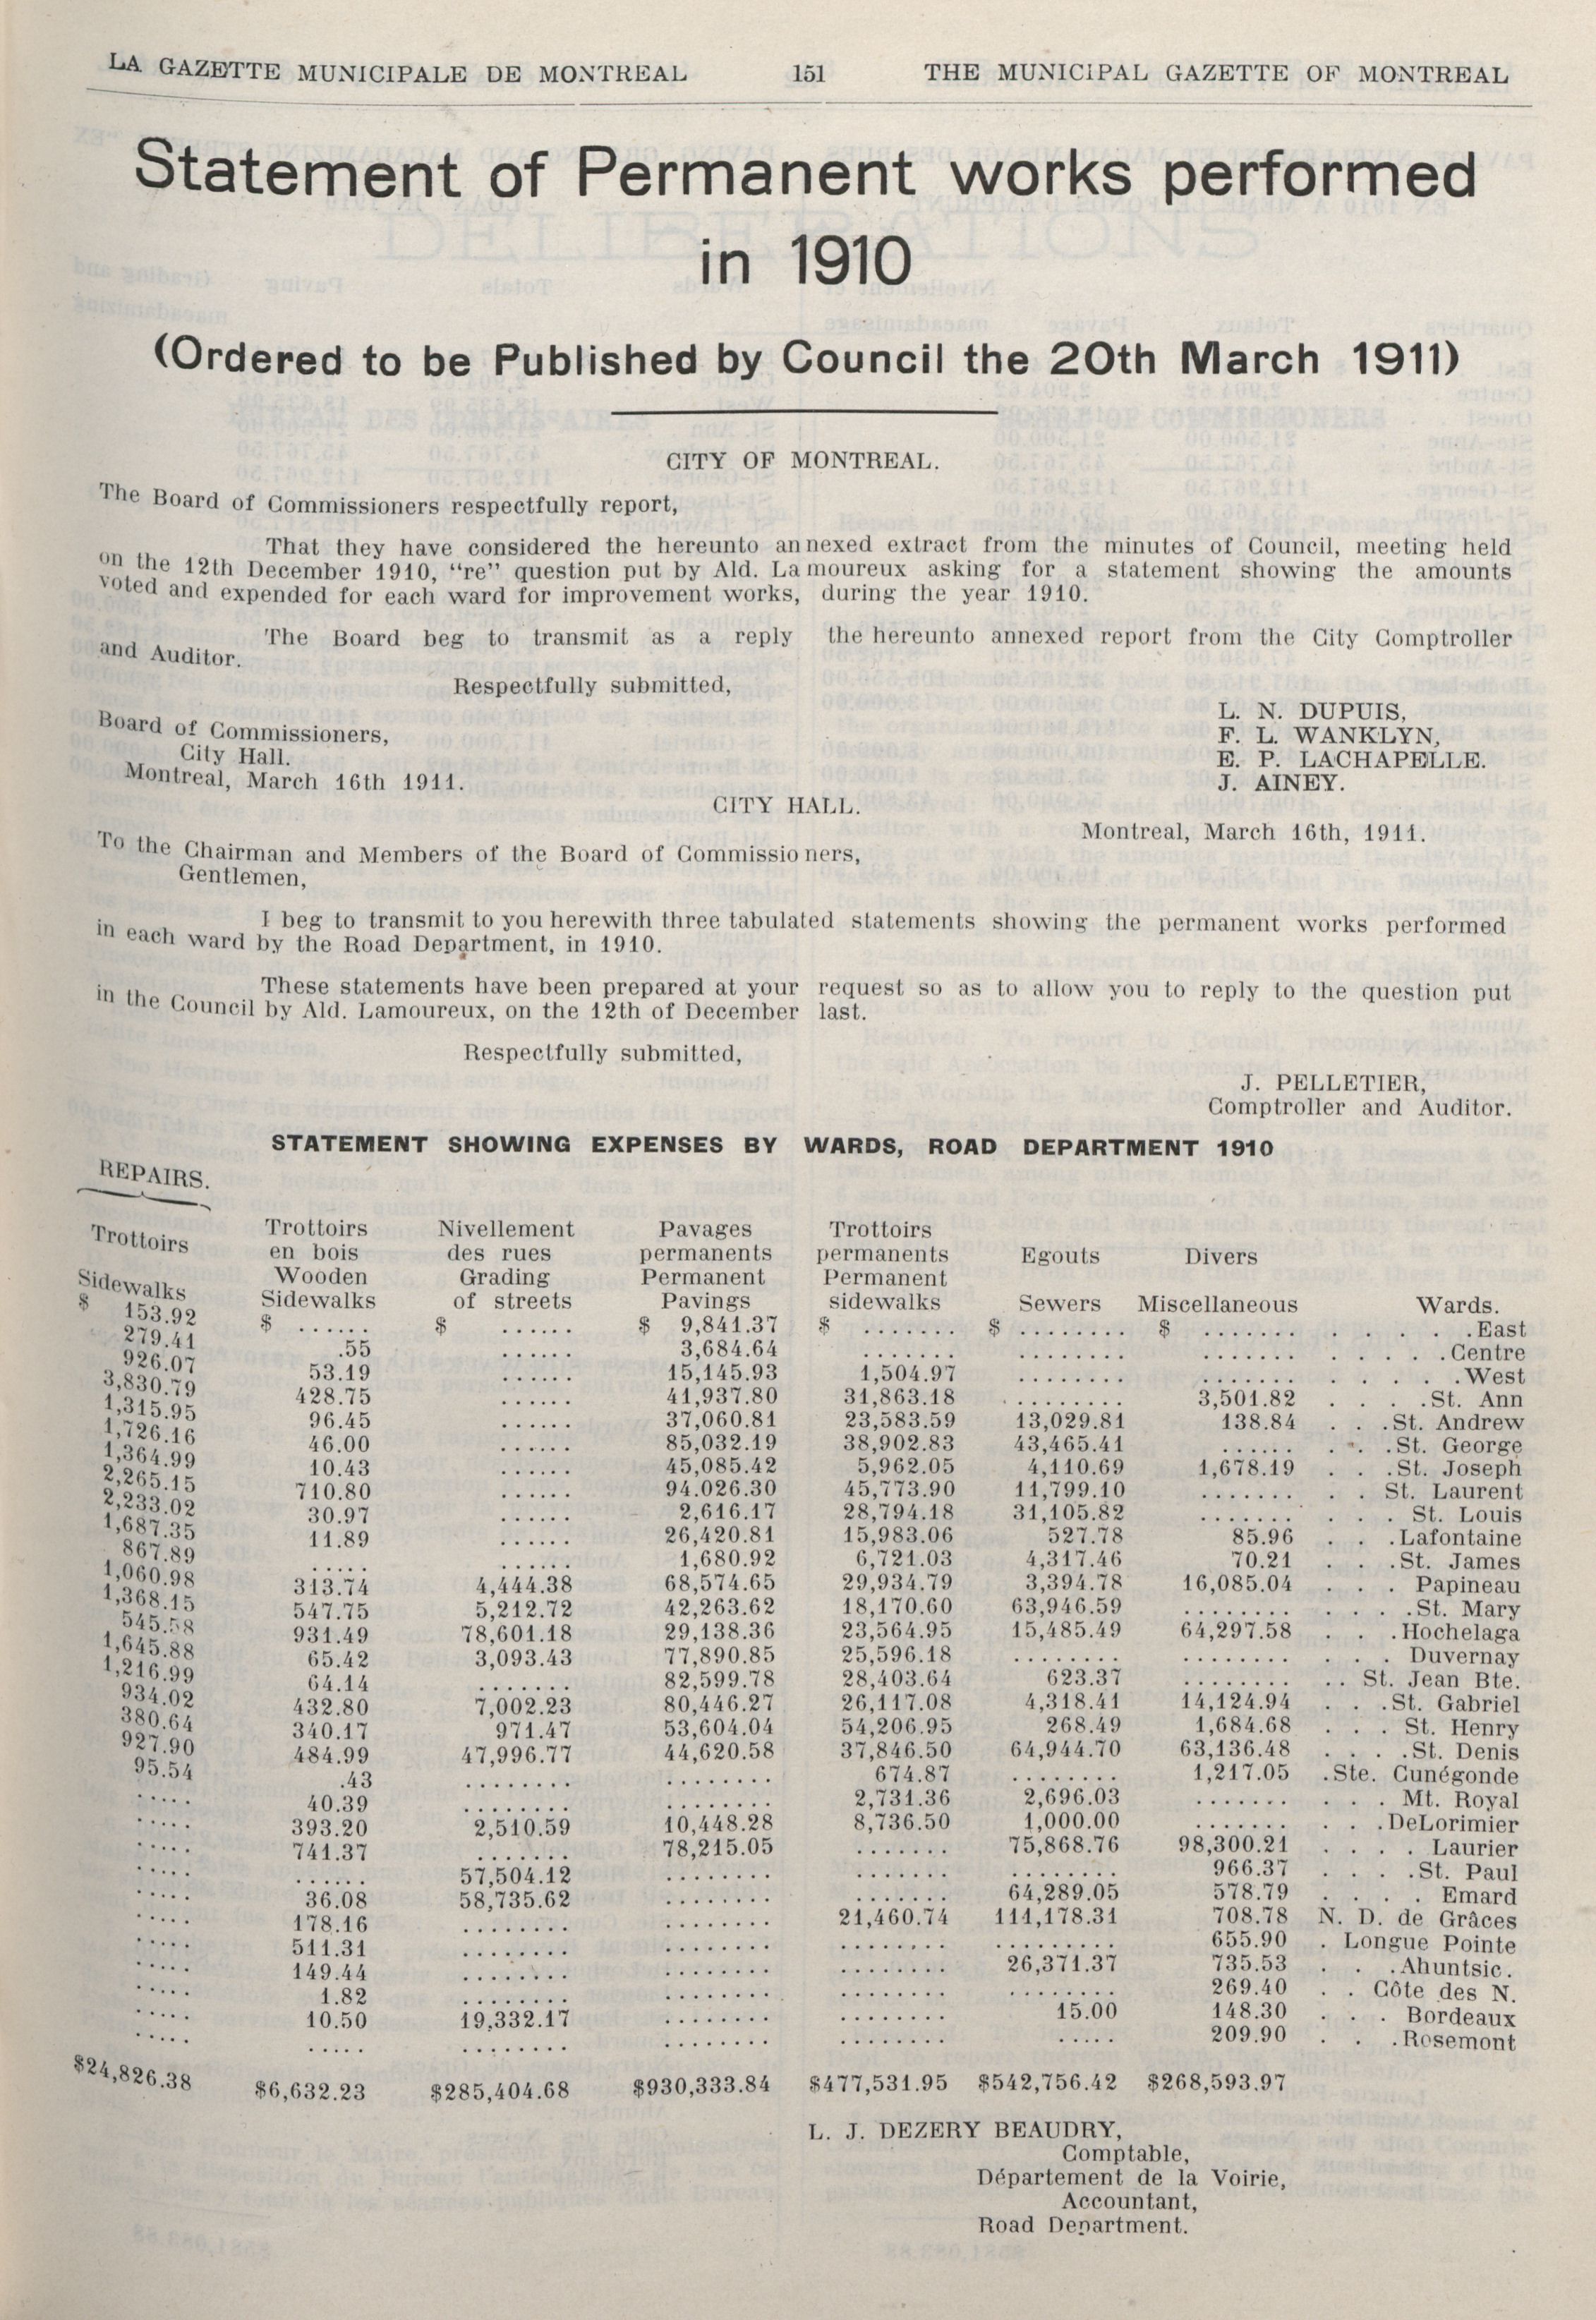 LA GAZETTE MUNICIPALE DE MONTREAL 151 THE MUNICIPAL GAZETTE OF MONTREAL
Statement of Permanent works performed
in 1910
(Ordered to be Published by Council the 20th March 1911)
CITY OF MONTREAL.
The Board of Commissioners respectfully report,
That they have considered the hereunto annexed extract from the minutes of Council, meeting held
on the 12th December 1910, “re” question put by Ald. Lamoureux asking for a statement showing the amounts
voted and expended for each ward for improvement works, during the year 1910.
The Board beg to transmit as a reply the hereunto annexed report from the City Comptroller
and Auditor.
Respectfully submitted,
L. N. DUPUIS,
F. L. WANKLYN,
E. P. LACHAPELLE.
J. AINEY.
Board of Commissioners,
City Hall.
Montreal, March 16th 1911.
CITY HALL.
Montreal, March 16th, 1911.
To the Chairman and Members of the Board of Commissioners,
Gentlemen,
I beg to transmit to you herewith three tabulated statements showing the permanent works performed
in each ward by the Road Department, in 1910.
These statements have been prepared at your request so as to allow you to reply to the question put
in the Council by Ald. Lamoureux, on the 12th of December last.
Respectfully submitted,
J. PELLETIER,
Comptroller and Auditor.
STATEMENT SHOWING EXPENSES BY WARDS, ROAD DEPARTMENT 1910
REPAIRS.
Trottoirs Trottoirs Nivellement Pavages Trottoirs
en bois des rues permanents permanents Egouts Divers
Sidewalks Wooden Grading Permanent Permanent
Sidewalks of streets Pavings sidewalks Sewers Miscellaneous Wards.
$ 153.92 $ ...... $ ...... $ 9,841.37 $ ....... $ ........ $ ....... . . . . . .East
279.41 .55 ...... 3,684.64 ....... ........ ....... . . . . .Centre
926.07 53.19 ...... 15,145.93 1,504.97 ........ ....... . . . . .West
3,830.79 428.75 ...... 41,937.80 31,863.18 ........ 3,501.82 . . . .St. Ann
1,315.95 96.45 ...... 37,060.81 23,583.59 13,029.81 138.84 . . .St. Andrew
1,726.16 46.00 ...... 85,032.19 38,902.83 43,465.41 ...... . . .St. George
1,364.99 10.43 ...... 45,085.42 5,962.05 4,110.69 1,678.19 . . .St. Joseph
2,265.15 710.80 ...... 94.026.30 45,773.90 11,799.10 ....... . . St. Laurent
2,233.02 30.97 ...... 2,616.17 28,794.18 31,105.82 ....... . . . St. Louis
1,687.35 11.89 ...... 26,420.81 15,983.06 527.78 85.96 . . .Lafontaine
867.89 ..... ...... 1,680.92 6,721.03 4,317.46 70.21 . . .St. James
1,060.98 313.74 4,444.38 68,574.65 29,934.79 3,394.78 16,085.04 . . . Papineau
1,368.15 547.75 5,212.72 42,263.62 18,170.60 63,946.59 ........ . . . .St. Mary
545.58 931.49 78,601.18 29,138.36 23,564.95 15,485.49 64,297.58 . . .Hochelaga
1,645.88 65.42 3,093.43 77,890.85 25,596.18 ........ ........ . . . Duvernay
1,216.99 64.14 ....... 82,599.78 28,403.64 623.37 ........ .. St. Jean Bte.
934.02 432.80 7,002.23 80,446.27 26,117.08 4,318.41 14,124.94 . . .St. Gabriel
380.64 340.17 971.47 53,604.04 54,206.95 268.49 1,684.68 . . . St. Henry
927.90 484.99 47,996.77 44,620.58 37,846.50 64,944.70 63,136.48 . . . .St. Denis
95.54 .43 ........ ........ 674.87 ........ 1,217.05 .Ste. Cunégonde
..... 40.39 ........ ........ 2,731.36 2,696.03 ....... . . . Mt. Royal
..... 393.20 2,510.59 10,448.28 8,736.50 1,000.00 ....... . . .DeLorimier
..... 741.37 ....... 78,215.05 ....... 75,868.76 98,300.21 . . . . Laurier
..... ...... 57,504.12 ........ ....... ........ 966.37 . . . .St. Paul
..... 36.08 58,735.62 ........ ....... 64,289.05 578.79 . . . . Emard
..... 178.16 ........ ........ 21,460.74 111,178.31 708.78 N. D. de Grâces
..... 511.31 ........ ........ ........ ......... 655.90 . Longue Pointe
..... 149.44 ........ ........ ........ 26,371.37 735.53 . . .Ahuntsic.
..... 1.82 ........ ........ ........ ........ 269.40 . . Côte des N.
..... 10.50 19,332.17 ........ ........ 15.00 148.30 . . . Bordeaux
..... ..... ........ ........ ........ ..... 209.90 . . .Rosemont
$24,826.38 $6,632.23 $285,404.68 $930,333.84 $477,531.95 $542,756.42 $268,593.97
L. J. DEZERY BEAUDRY,
Comptable,
Département de la Voirie,
Accountant,
Road Department.